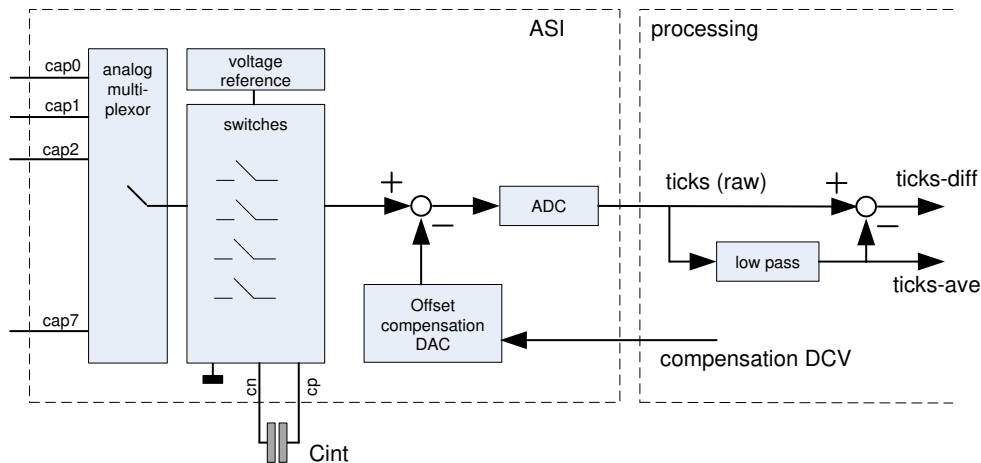 ASI
processing
cap0
cap1
cap2
cap7
analog
multi-
plexor
voltage
reference
switches
+
−
ADC
Offset
compensation
DAC
cn
cp
Cint
ticks (raw)
+
−
ticks-diff
low pass
ticks-ave
compensation DCV